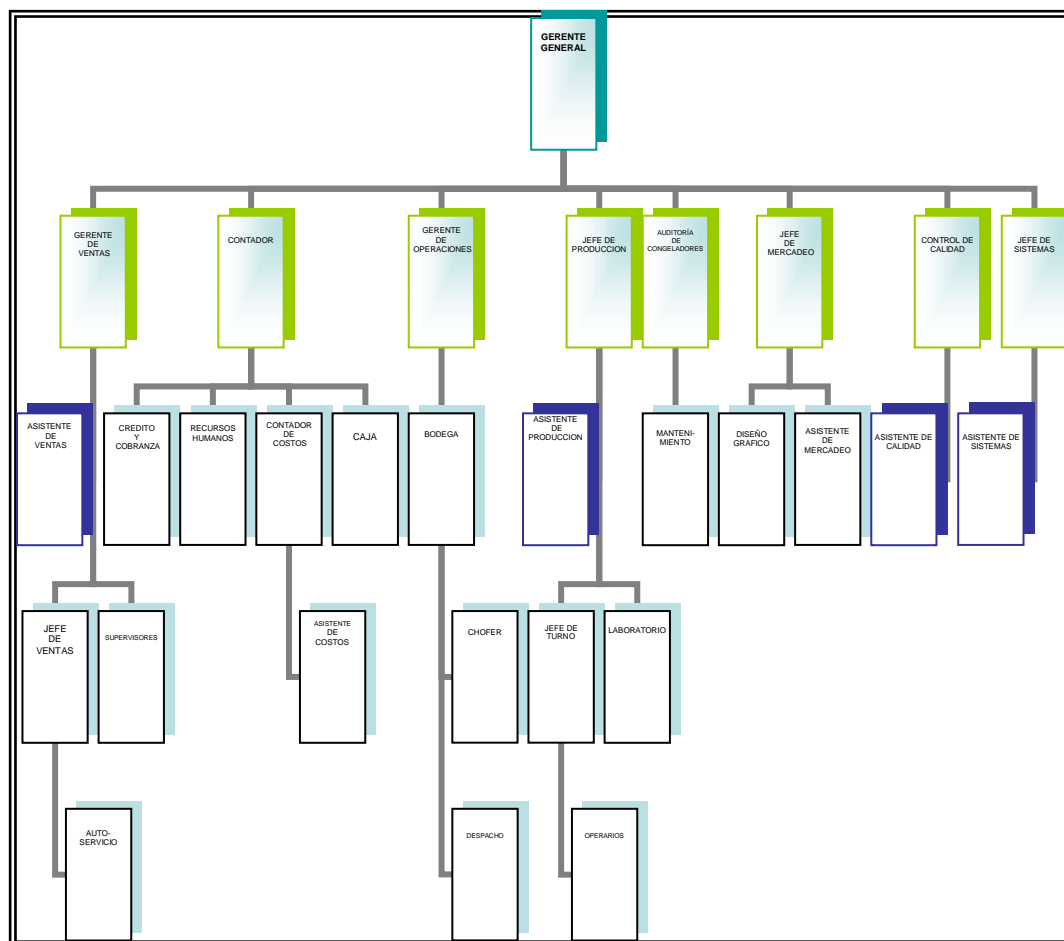 GERENTE
GENERAL
GERENTE
DE
VENTAS
CONTADOR
GERENTE
DE
OPERACIONES
JEFE DE
PRODUCCION
AUDITORÍA
DE
CONGELADORES
JEFE
DE
MERCADEO
CONTROL DE
CALIDAD
JEFE DE
SISTEMAS
ASISTENTE
DE
VENTAS
CREDITO
Y
COBRANZA
RECURSOS
HUMANOS
CONTADOR
DE
COSTOS
CAJA
BODEGA
ASISTENTE
DE
PRODUCCION
MANTENI-
MIENTO
DISEÑO
GRAFICO
ASISTENTE
DE
MERCADEO
ASISTENTE DE
CALIDAD
ASISTENTE DE
SISTEMAS
JEFE
DE
VENTAS
SUPERVISORES
ASISTENTE
DE
COSTOS
CHOFER
JEFE DE
TURNO
LABORATORIO
AUTO-
SERVICIO
DESPACHO
OPERARIOS